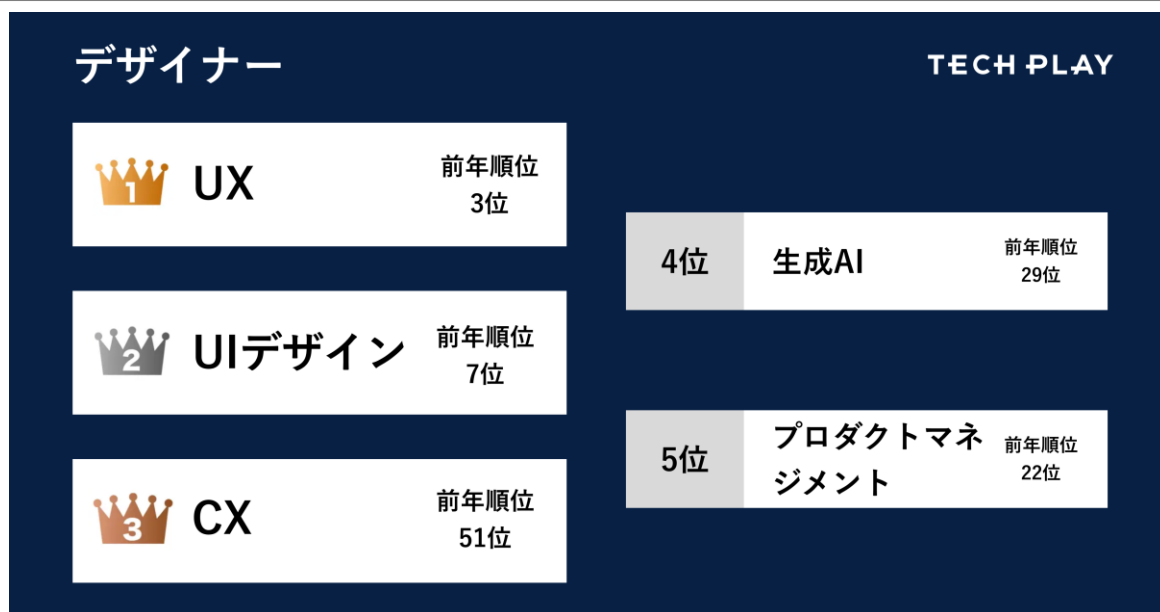 デザイナー
TECH PLAY
1
UX
前年順位
3位
2
UIデザイン
前年順位
7位
3
CX
前年順位
51位
4位
生成AI
前年順位
29位
5位
プロダクトマネ
ジメント
前年順位
22位